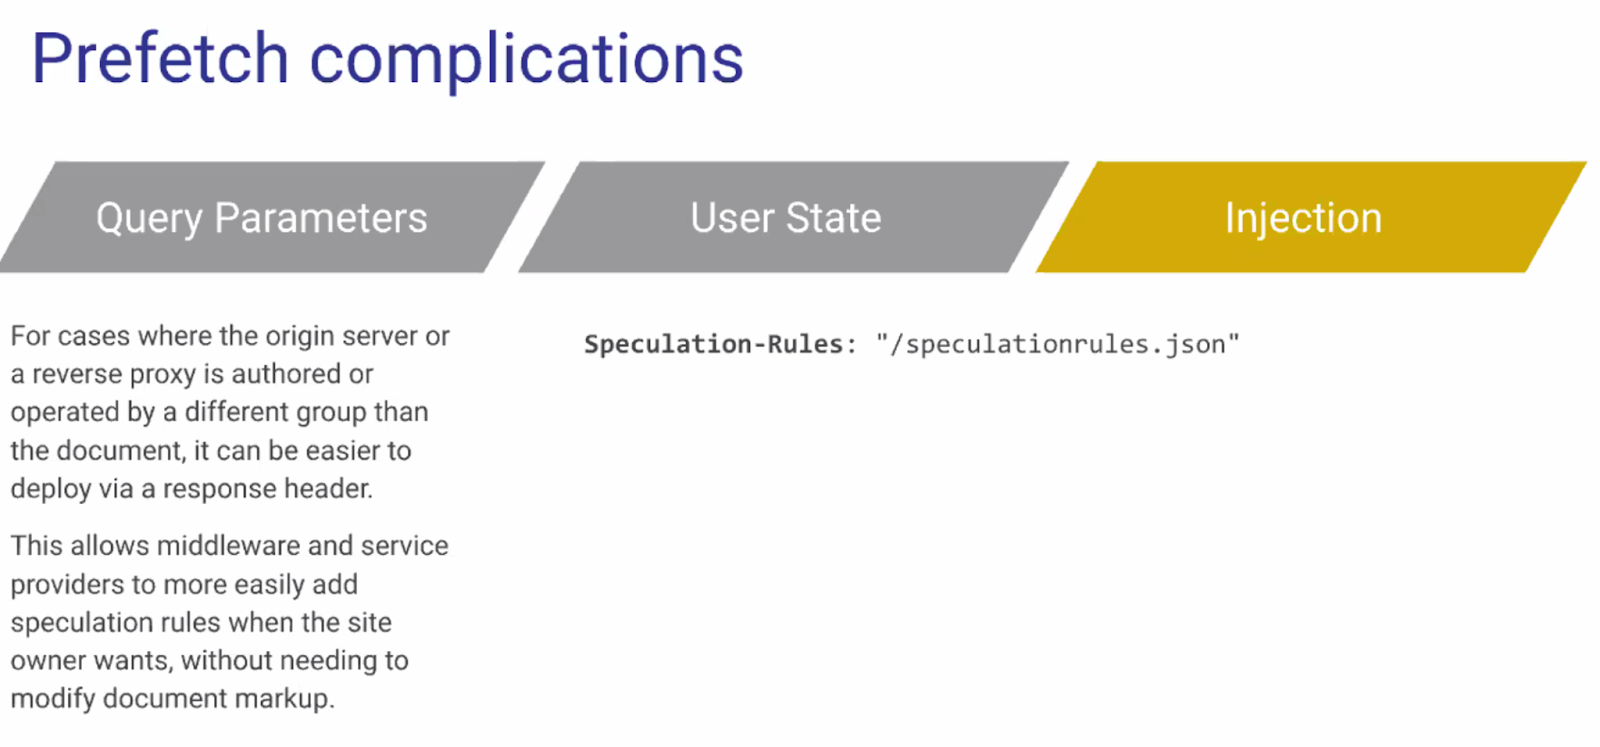 Prefetch complications
Query Parameters
User State
Injection
For cases where the origin server or
a reverse proxy is authored or
operated by a different group than
the document, it can be easier to
deploy via a response header.
This allows middleware and service
providers to more easily add
speculation rules when the site
owner wants, without needing to
modify document markup.
Speculation-Rules: "/speculationrules.json"